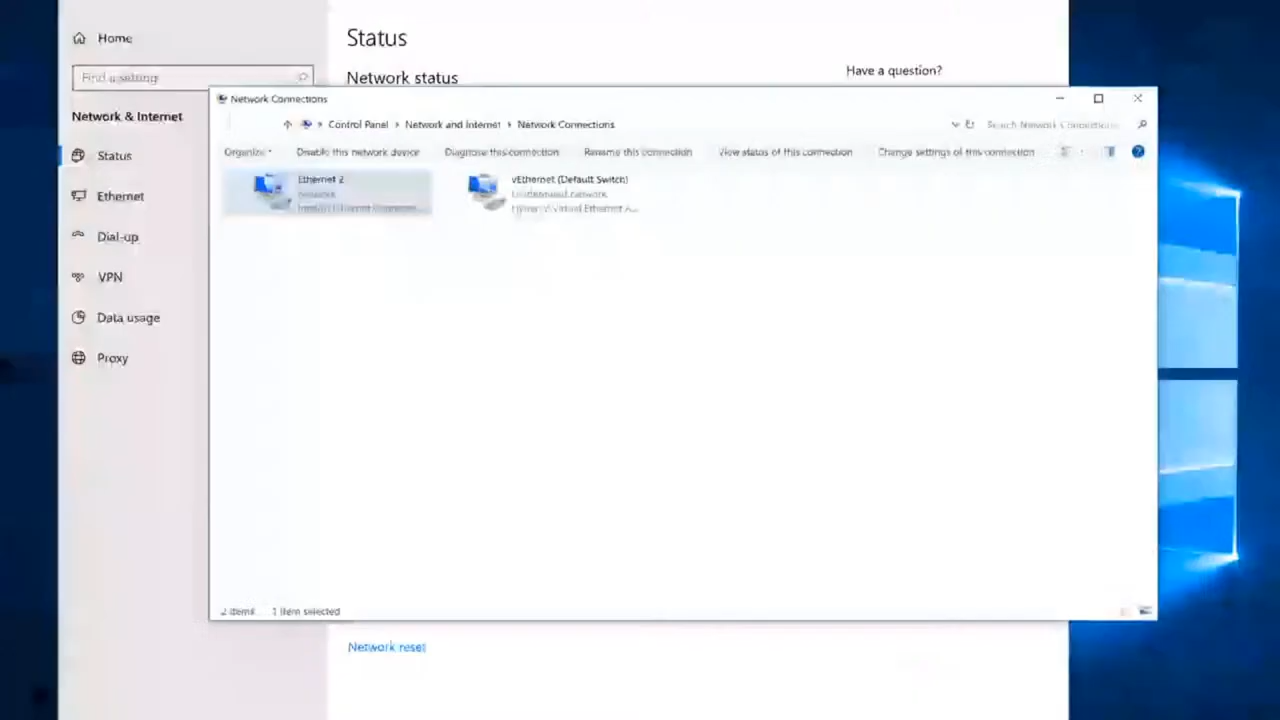 Home
Status
Find a setting
Network status
Have a question?
Network & Internet
Network Connections
Control Panel > Network and Internet > Network Connections
Search Network Connections
Organize
Disable this network device
Diagnose this connection
Rename this connection
View status of this connection
Change settings of this connection
Status
Ethernet 2
vEthernet (Default Switch)
Ethernet
Dial-up
VPN
Data usage
Proxy
2 items
1 item selected
Network reset